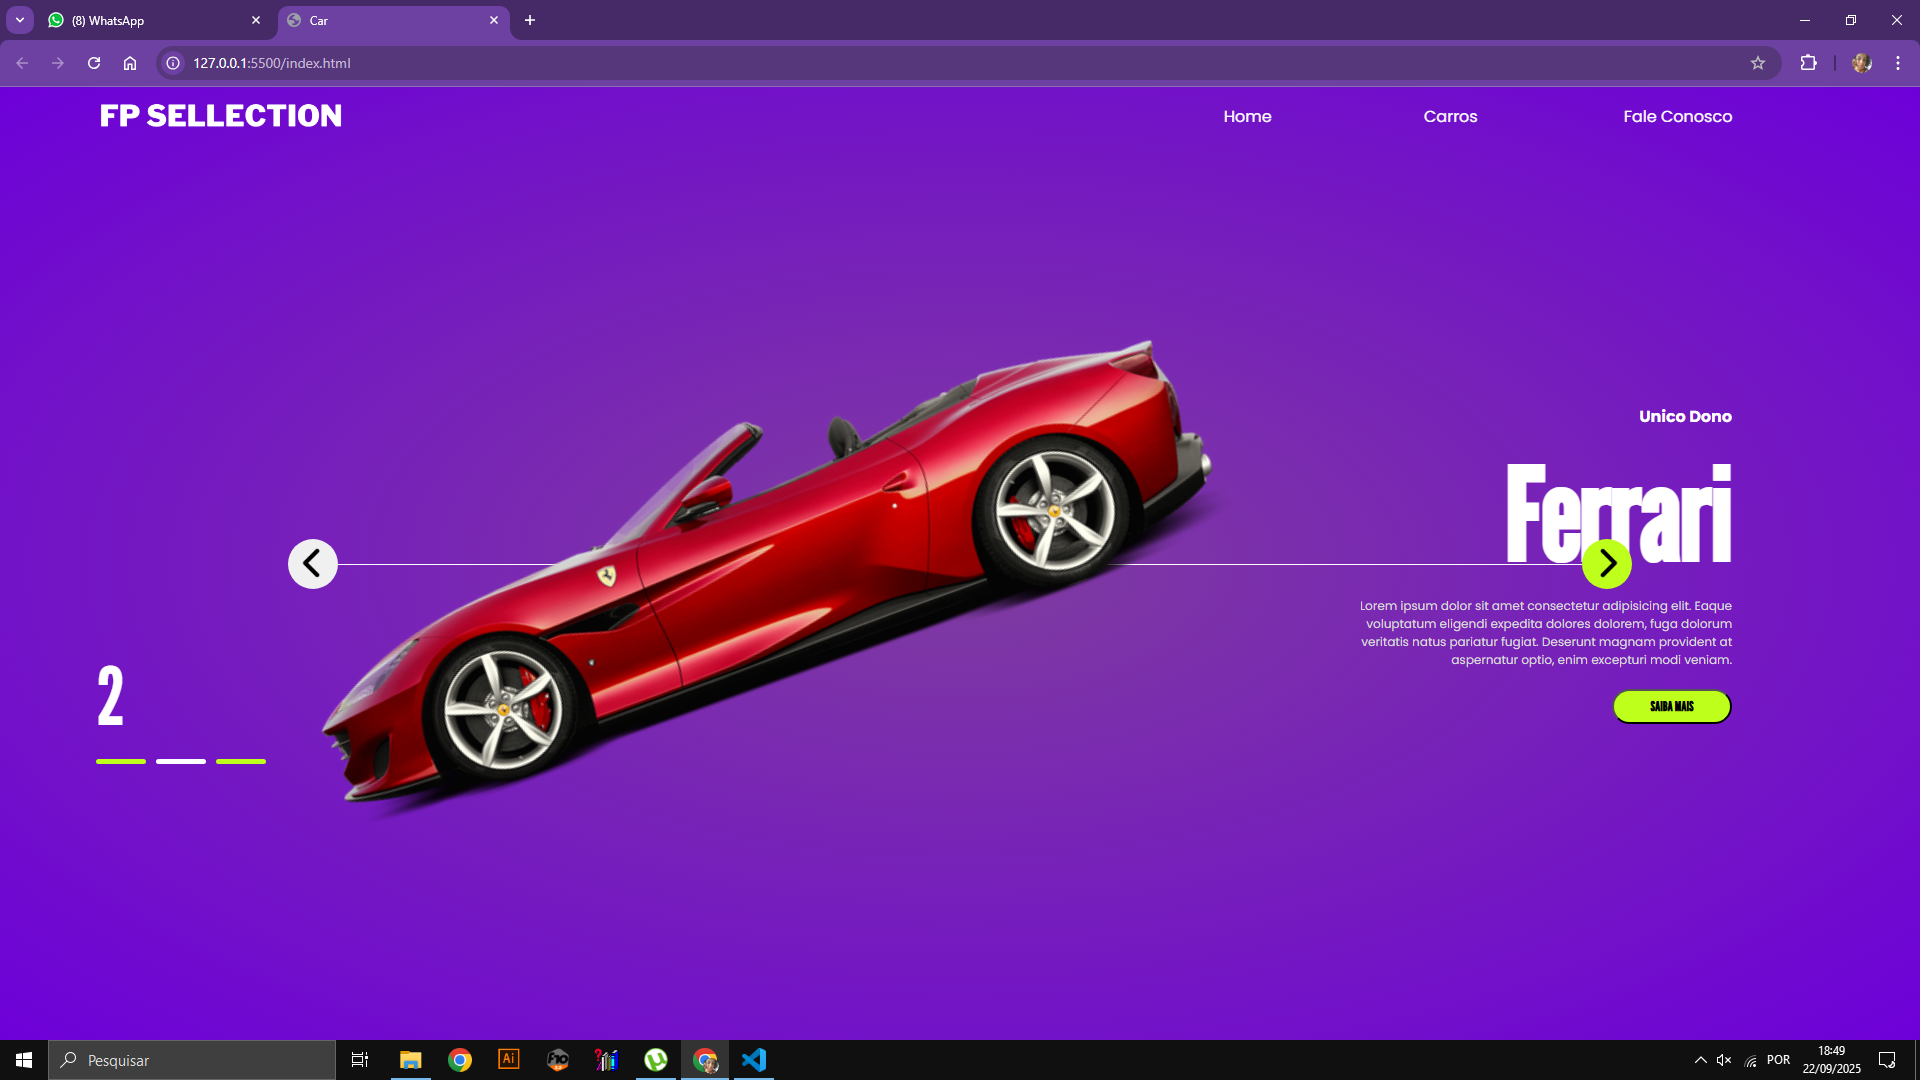 (8) WhatsApp
Car
127.0.0.1:5500/index.html
FP SELLECTION
Home
Carros
Fale Conosco
Unico Dono
Ferrari
Lorem ipsum dolor sit amet consectetur adipisicing elit. Eaque
voluptatum eligendi expedita dolores dolorem, fuga dolorum
veritatis natus pariatur fugiat. Deserunt magnam provident at
aspernatur optio, enim excepturi modi veniam.
SAIBA MAIS
2
Pesquisar
Ai
POR
18:49
22/09/2025